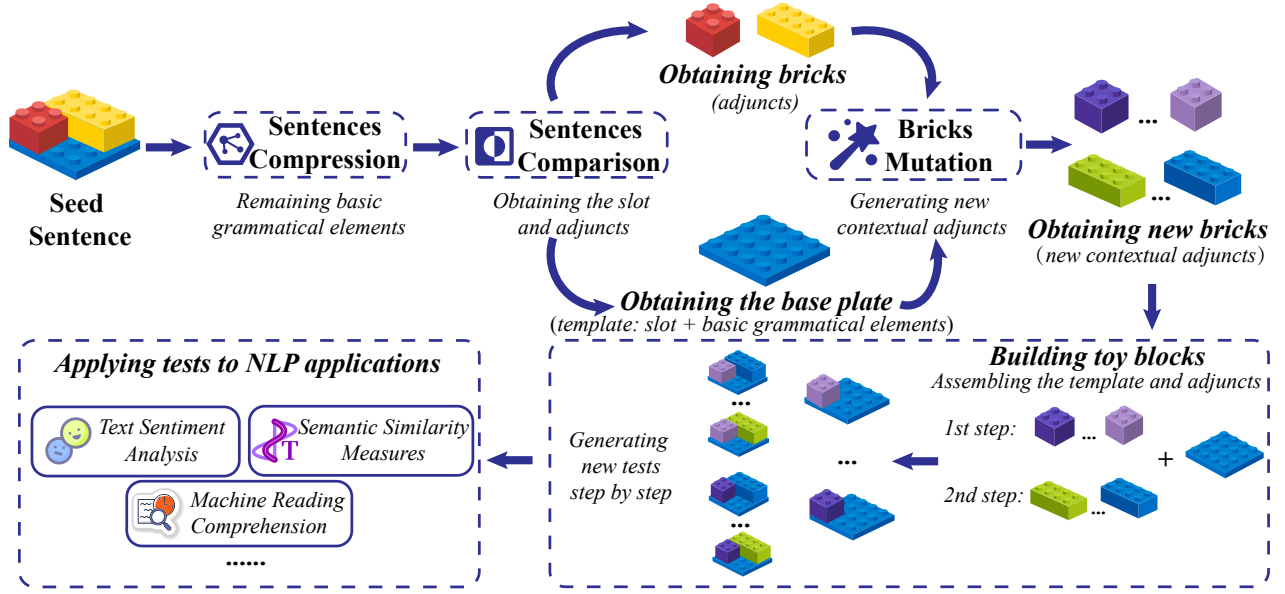 Seed
Sentence
Sentences
Compression
Remaining basic
grammatical elements
Sentences
Comparison
Obtaining the slot
and adjuncts
Obtaining bricks
(adjuncts)
Obtaining the base plate
(template: slot + basic grammatical elements)
Bricks
Mutation
Generating new
contextual adjuncts
...
...
Obtaining new bricks
(new contextual adjuncts)
Building toy blocks
Assembling the template and adjuncts
1st step:
...
+
2nd step:
...
...
...
...
Generating
new tests
step by step
Applying tests to NLP applications
Text Sentiment
Analysis
T
Semantic Similarity
Measures
Machine Reading
Comprehension
......